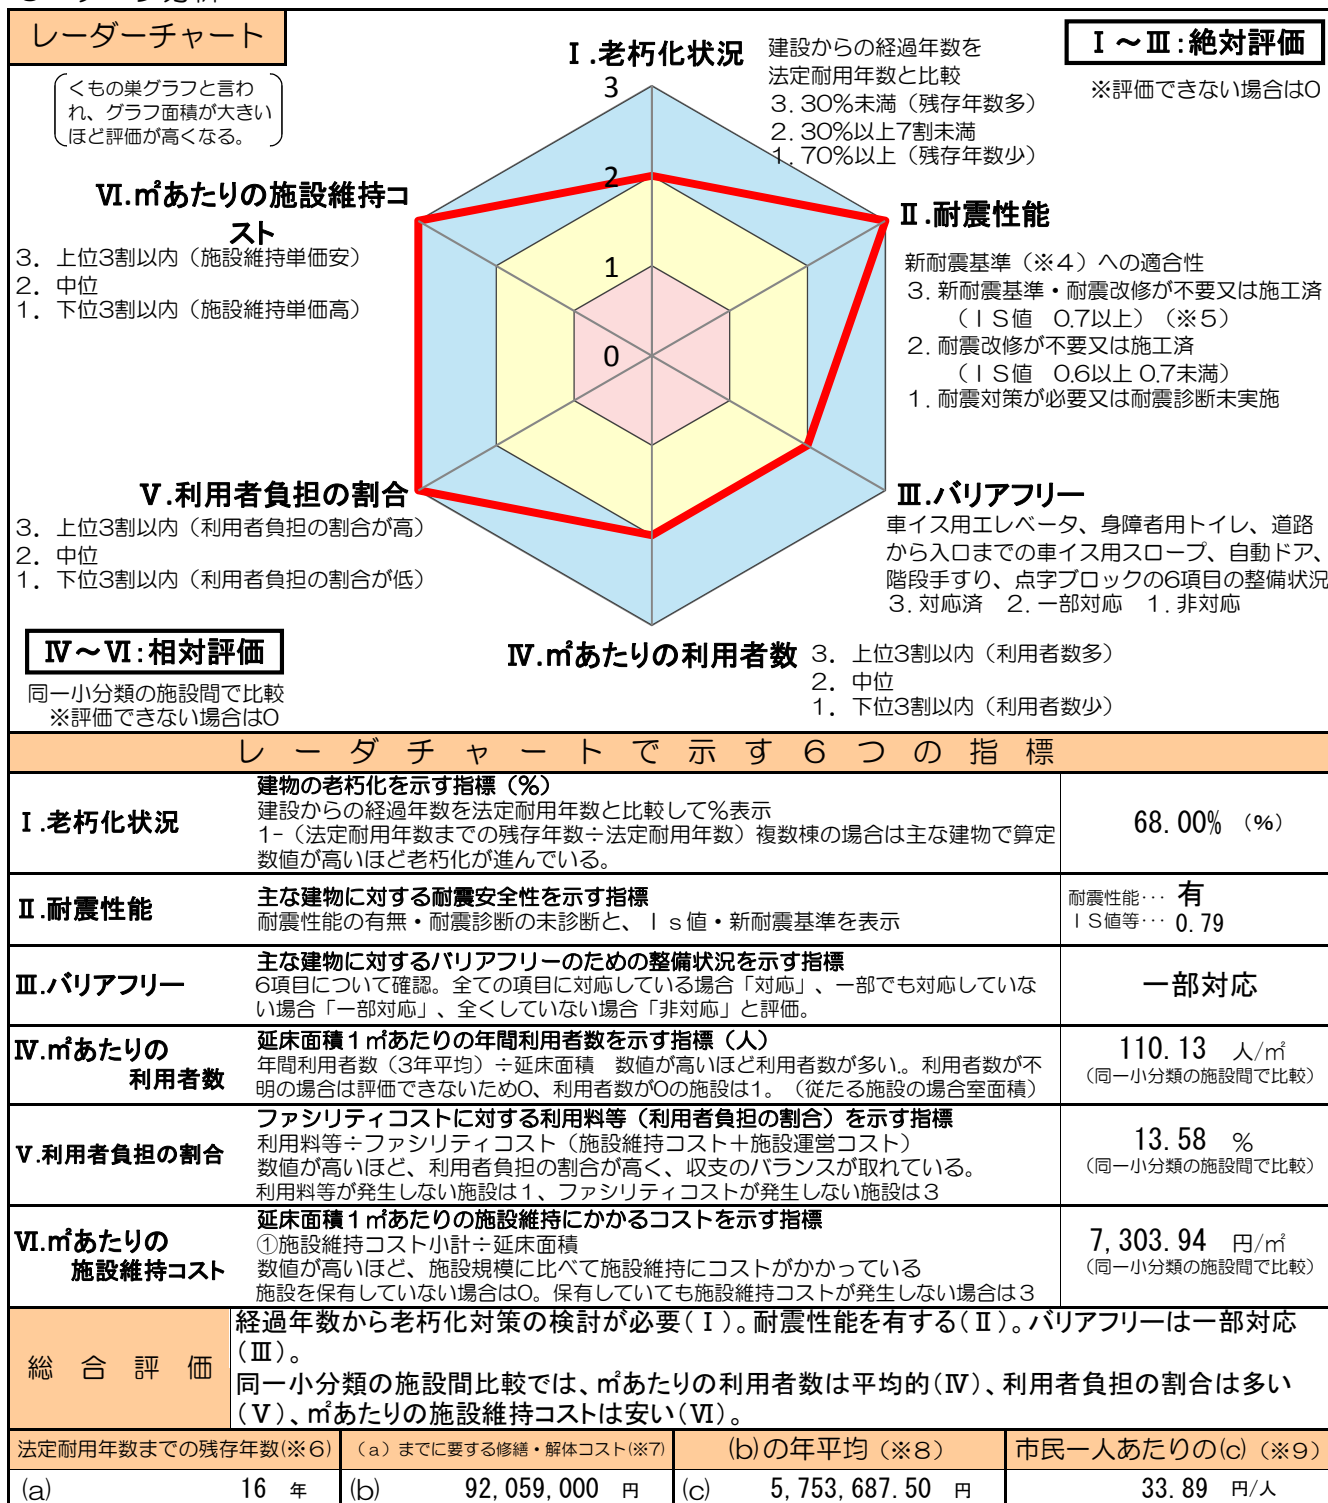 レーダーチャート
くもの巣グラフと言わ
れ、グラフ面積が大きい
ほど評価が高くなる。
Ⅰ.老朽化状況
建設からの経過年数を
法定耐用年数と比較
3.30%未満（残存年数多）
2.30%以上7割未満
1.70%以上（残存年数少）
Ⅰ～Ⅲ:絶対評価
※評価できない場合は0
3
2
1
0
Ⅵ.㎡あたりの施設維持コ
スト
3. 上位3割以内（施設維持単価安）
2. 中位
1. 下位3割以内（施設維持単価高）
Ⅱ.耐震性能
新耐震基準（※4）への適合性
3.新耐震基準・耐震改修が不要又は施工済
（ＩＳ値 0.7以上）（※5）
2.耐震改修が不要又は施工済
（ＩＳ値 0.6以上 0.7未満）
1.耐震対策が必要又は耐震診断未実施
Ⅴ.利用者負担の割合
3. 上位3割以内（利用者負担の割合が高）
2. 中位
1. 下位3割以内（利用者負担の割合が低）
Ⅲ.バリアフリー
車イス用エレベータ、身障者用トイレ、道路
から入口までの車イス用スロープ、自動ドア、
階段手すり、点字ブロックの6項目の整備状況
3.対応済 2.一部対応 1.非対応
Ⅳ～Ⅵ:相対評価
同一小分類の施設間で比較
※評価できない場合は0
Ⅳ.㎡あたりの利用者数
3. 上位3割以内（利用者数多）
2. 中位
1. 下位3割以内（利用者数少）
レーダチャートで示す６つの指標
Ⅰ.老朽化状況
建物の老朽化を示す指標（%）
建設からの経過年数を法定耐用年数と比較して%表示
1-（法定耐用年数までの残存年数÷法定耐用年数）複数棟の場合は主な建物で算定
数値が高いほど老朽化が進んでいる。
68.00% （%）
Ⅱ.耐震性能
主な建物に対する耐震安全性を示す指標
耐震性能の有無・耐震診断の未診断と、Ｉｓ値・新耐震基準を表示
耐震性能… 有
ＩＳ値等… 0.79
Ⅲ.バリアフリー
主な建物に対するバリアフリーのための整備状況を示す指標
6項目について確認。全ての項目に対応している場合「対応」、一部でも対応していな
い場合「一部対応」、全くしていない場合「非対応」と評価。
一部対応
Ⅳ.㎡あたりの
利用者数
延床面積１㎡あたりの年間利用者数を示す指標（人）
年間利用者数（3年平均）÷延床面積 数値が高いほど利用者数が多い。利用者数が不
明の場合は評価できないため0、利用者数が0の施設は1。（従たる施設の場合室面積）
110.13 人/㎡
（同一小分類の施設間で比較）
Ⅴ.利用者負担の割合
ファシリティコストに対する利用料等（利用者負担の割合）を示す指標
利用料等÷ファシリティコスト（施設維持コスト＋施設運営コスト）
数値が高いほど、利用者負担の割合が高く、収支のバランスが取れている。
利用料等が発生しない施設は１、ファシリティコストが発生しない施設は３
13.58 %
（同一小分類の施設間で比較）
Ⅵ.㎡あたりの
施設維持コスト
延床面積１㎡あたりの施設維持にかかるコストを示す指標
①施設維持コスト小計÷延床面積
数値が高いほど、施設規模に比べて施設維持にコストがかかっている
施設を保有していない場合は0。保有していても施設維持コストが発生しない場合は３
7,303.94 円/㎡
（同一小分類の施設間で比較）
総合評価
経過年数から老朽化対策の検討が必要(Ⅰ)。耐震性能を有する(Ⅱ)。バリアフリーは一部対応
(Ⅲ)。
同一小分類の施設間比較では、㎡あたりの利用者数は平均的(Ⅳ)、利用者負担の割合は多い
(Ⅴ)、㎡あたりの施設維持コストは安い(Ⅵ)。
法定耐用年数までの残存年数(※6)
（a）までに要する修繕・解体コスト(※7)
(b)の年平均（※8）
市民一人あたりの(c)（※9）
(a) 16 年
(b) 92,059,000 円
(c) 5,753,687.50 円
33.89 円/人